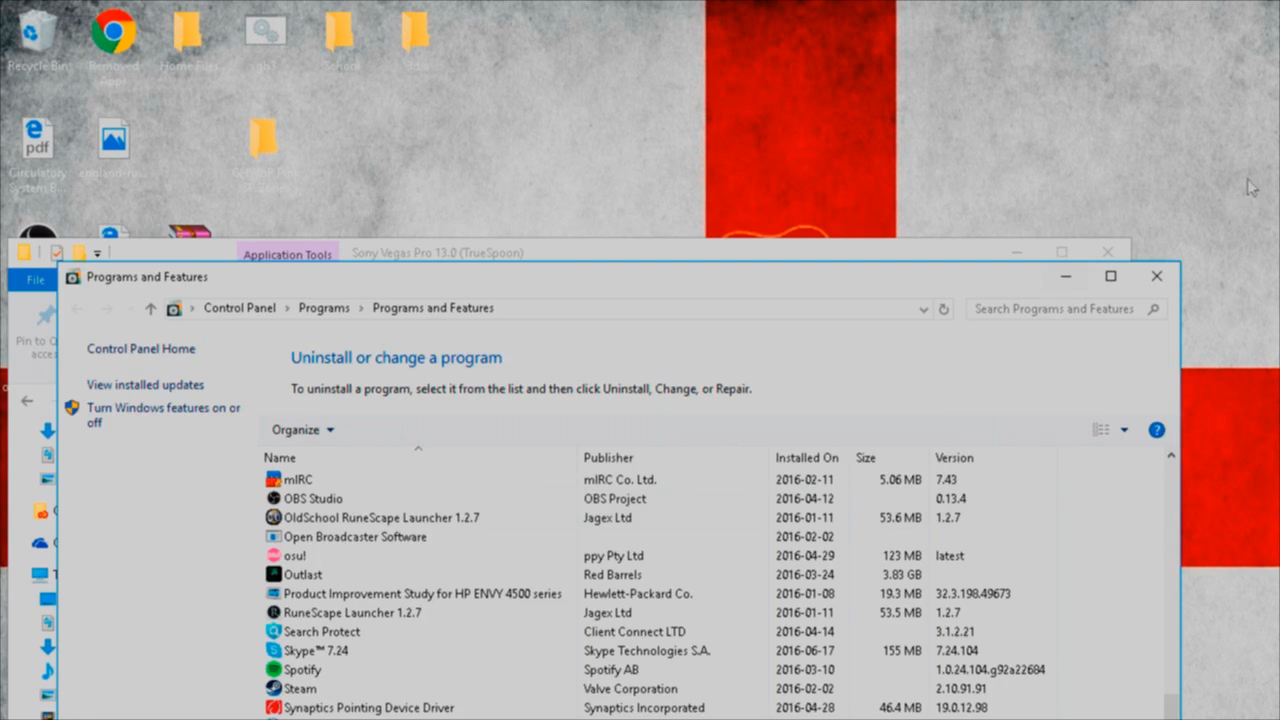 Recycle Bin
Removed Apps
Home Files
School
pdf
Circulatory System B...
Application Tools
Sony Vegas Pro 13.0 (TrueSpoon)
File
Programs and Features
Control Panel > Programs > Programs and Features
Search Programs and Features
Pin to Q
acce
Control Panel Home
Uninstall or change a program
View installed updates
To uninstall a program, select it from the list and then click Uninstall, Change, or Repair.
Turn Windows features on or
off
Organize
Name Publisher Installed On Size Version
mIRC mIRC Co. Ltd. 2016-02-11 5.06 MB 7.43
OBS Studio OBS Project 2016-04-12 0.13.4
OldSchool RuneScape Launcher 1.2.7 Jagex Ltd 2016-01-11 53.6 MB 1.2.7
Open Broadcaster Software 2016-02-02
osu! ppy Pty Ltd 2016-04-29 123 MB latest
Outlast Red Barrels 2016-03-24 3.83 GB
Product Improvement Study for HP ENVY 4500 series Hewlett-Packard Co. 2016-01-08 19.3 MB 32.3.198.49673
RuneScape Launcher 1.2.7 Jagex Ltd 2016-01-11 53.5 MB 1.2.7
Search Protect Client Connect LTD 2016-04-14 3.1.2.21
Skype™ 7.24 Skype Technologies S.A. 2016-06-17 155 MB 7.24.104
Spotify Spotify AB 2016-03-10 1.0.24.104.g92a22684
Steam Valve Corporation 2016-02-02 2.10.91.91
Synaptics Pointing Device Driver Synaptics Incorporated 2016-04-28 46.4 MB 19.0.12.98